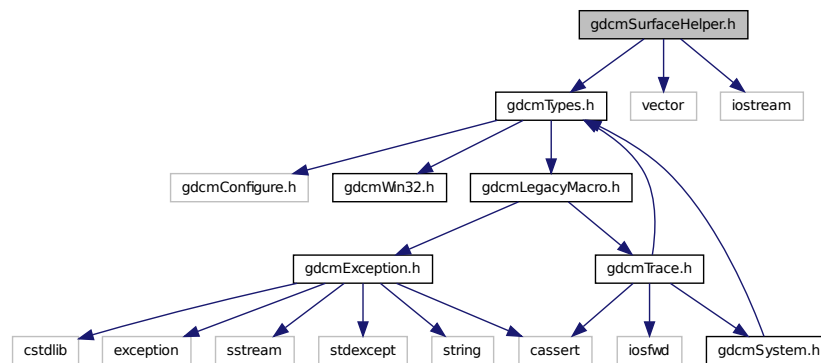 gdcmSurfaceHelper.h
gdcmTypes.h
vector
iostream
gdcmConfigure.h
gdcmWin32.h
gdcmLegacyMacro.h
gdcmException.h
gdcmTrace.h
cstdlib
exception
sstream
stdexcept
string
cassert
iosfwd
gdcmSystem.h